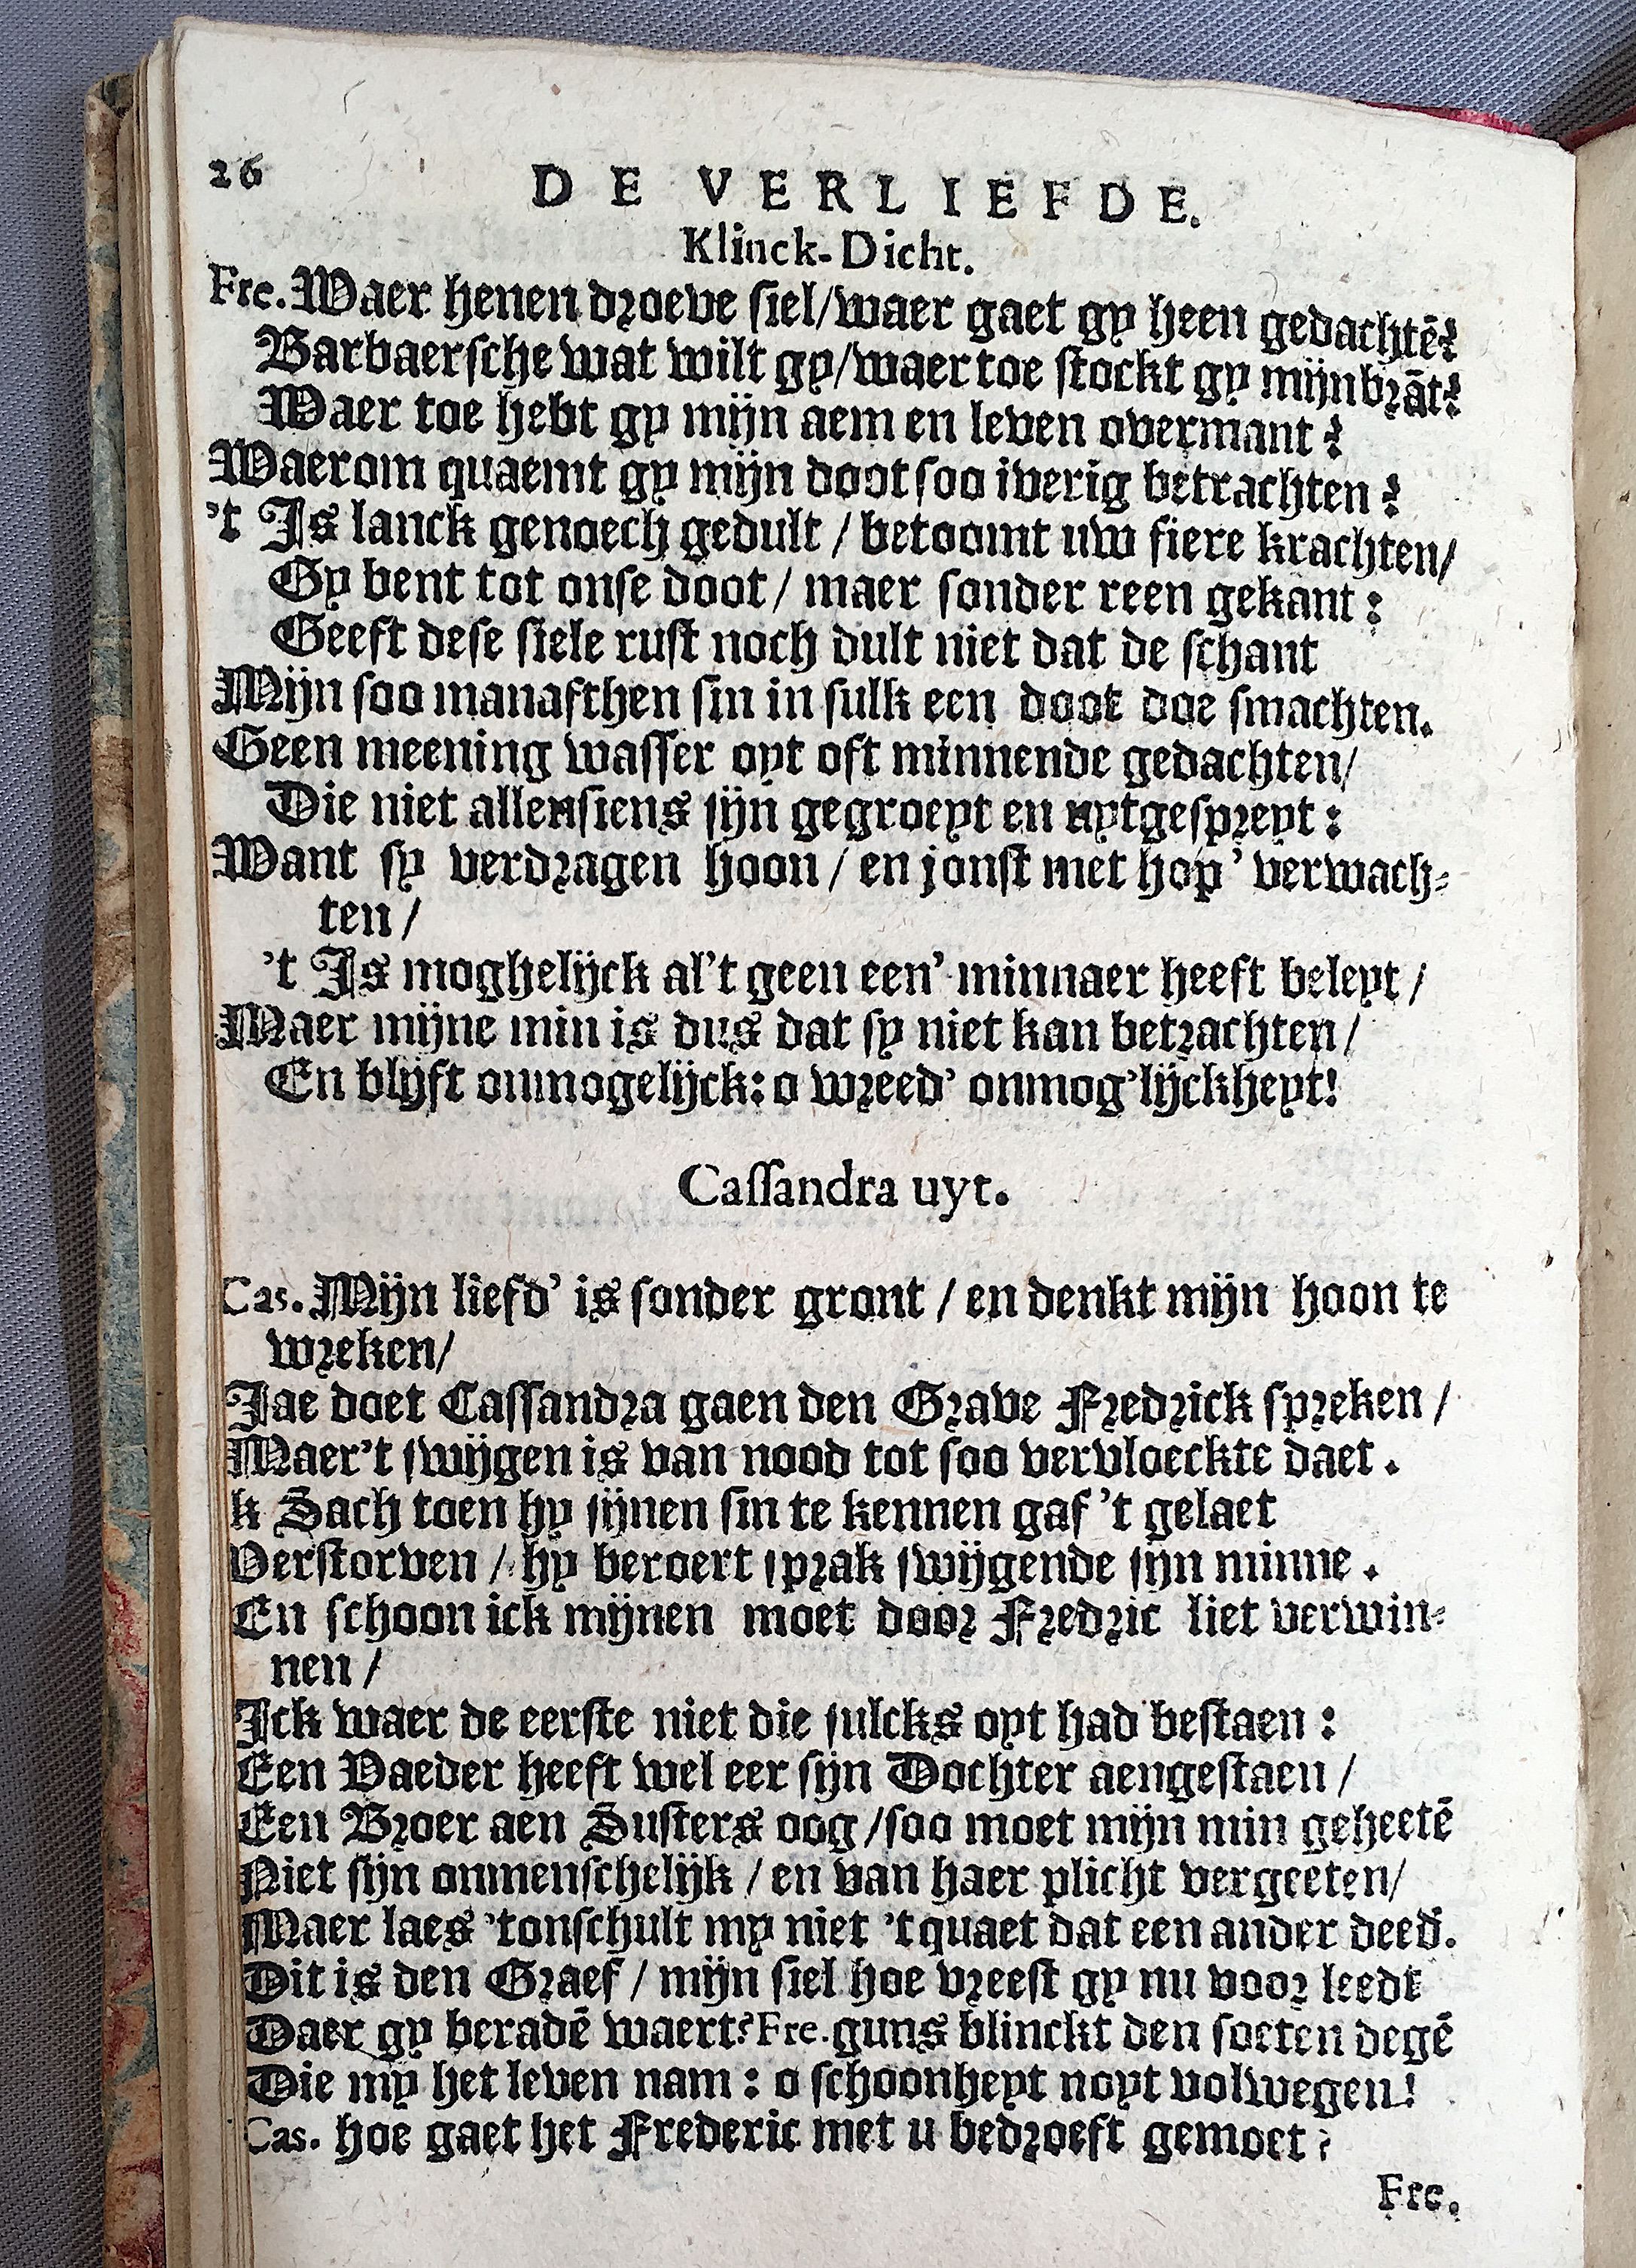 26
DE VERLIEFDE.
Klinck-Dicht.
Fre. Waer henen droeve siel/waer gaet gy heen gedachtē?
Barbaersche wat wilt gy/waer toe stockt gy mijn brāt?
Waer toe hebt gy mijn aem en leven overmant?
Waerom quaemt gy mijn doot soo iverig betrachten?
't Is lanck genoech gedult / betoomt uw fiere krachten/
Gy bent tot onse doot / maer sonder reen gekant:
Geeft dese siele rust noch dult niet dat de schant
Mijn soo manafthen sin in sulk een doot doe smachten.
Geen meening wasser oyt oft minnende gedachten/
Die niet allensiens sijn gegroeyt en uytgespreyt:
Want sy verdragen hoon / en jonst met hop' verwach-
ten /
't Is moghelijck al't geen een' minnaer heeft beleyt /
Maer mijne min is dus dat sy niet kan betrachten /
En blijft onmogelijck: o wreed' onmog'lijckheyt!
Cassandra uyt.
Cas. Mijn liefd' is sonder gront / en denkt mijn hoon te
wreken/
Jae doet Cassandra gaen den Grave Fredrick spreken /
Maer't swijgen is van nood tot soo vervloeckte daet.
k Sach toen hy sijnen sin te kennen gaf 't gelaet
Verstorven / hy beroert sprak swijgende sijn minne.
En schoon ick mijnen moet door Fredric liet verwin-
nen /
Ick waer de eerste niet die sulcks oyt had bestaen:
Een Vaeder heeft wel eer sijn Dochter aengestaen /
Een Broer aen Susters oog /soo moet mijn min geheetē
Niet sijn onmenschelijk / en van haer plicht vergeeten/
Maer laes 'tonschult my niet 't quaet dat een ander deed.
Dit is den Graef / mijn siel hoe vreest gy nu voor leedt
Daer gy beradē waert? Fre. guns blinckt den soeten degē
Die my het leven nam: o schoonheyt noyt volwegen!
Cas. hoe gaet het Frederic met u bedroeft gemoet?
Fre.